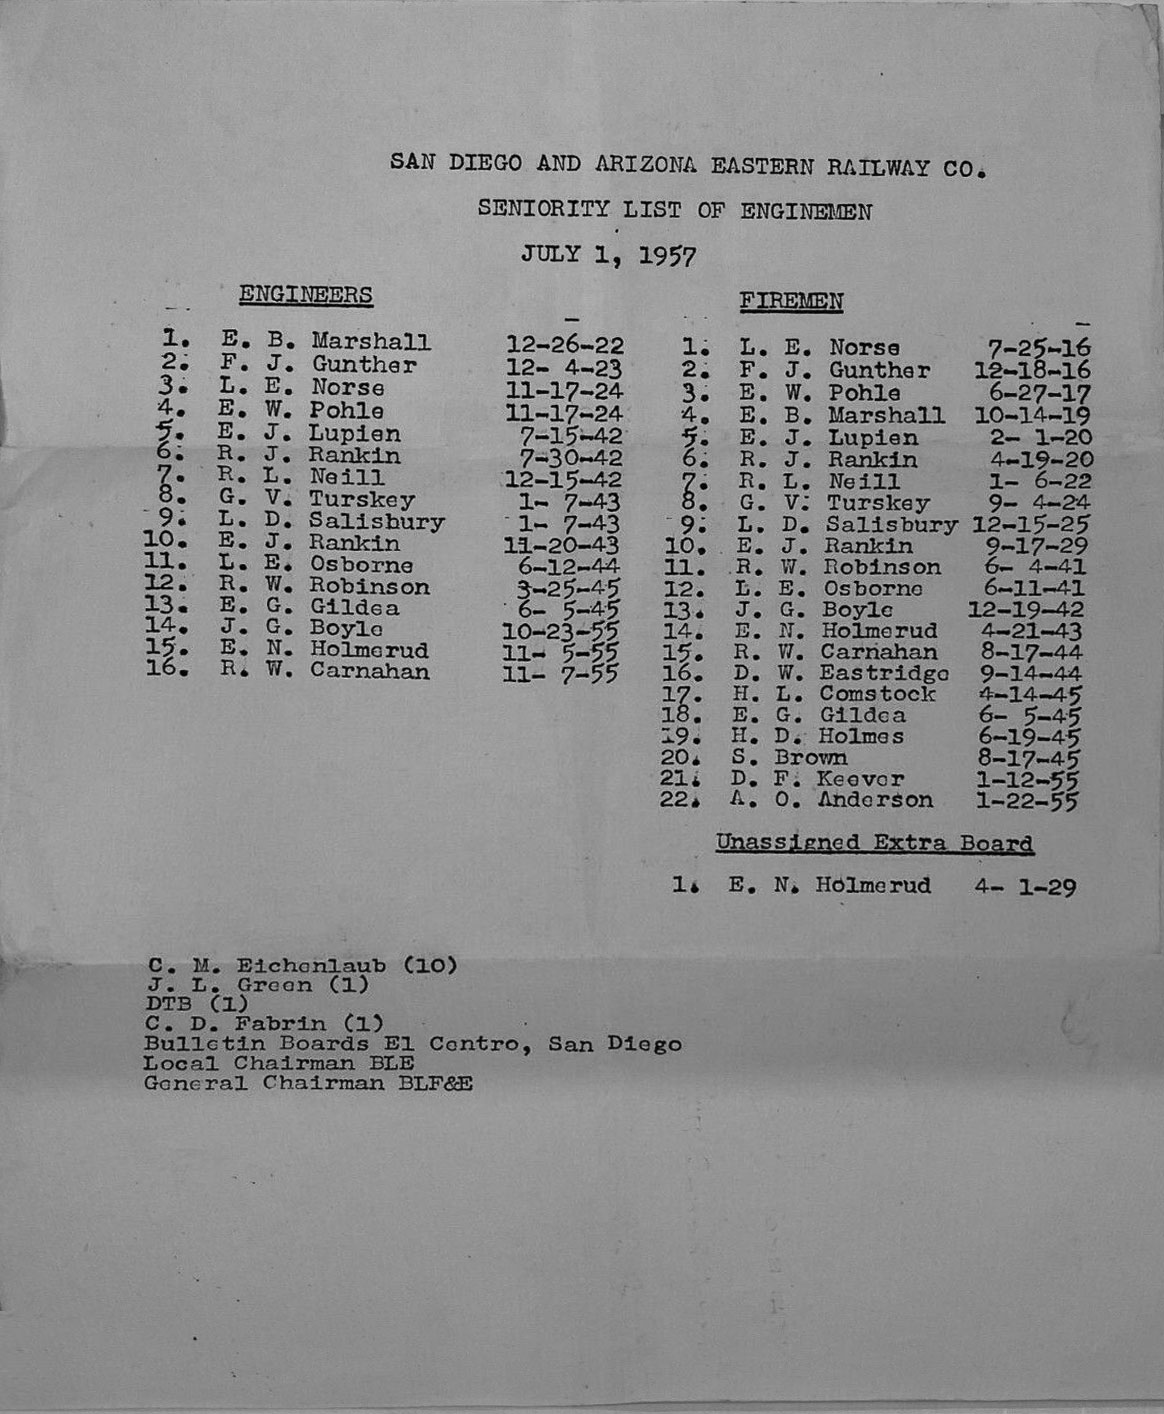 SAN DIEGO AND ARIZONA EASTERN RAILWAY CO.
SENIORITY LIST OF ENGINEMEN
JULY 1, 1957
ENGINEERS
1. E. B. Marshall 12-26-22
2. F. J. Gunther 12- 4-23
3. L. E. Norse 11-17-24
4. E. W. Pohle 11-17-24
5. E. J. Lupien 7-15-42
6. R. J. Rankin 7-30-42
7. R. L. Neill 12-15-42
8. G. V. Turskey 1- 7-43
9. L. D. Salisbury 1- 7-43
10. E. J. Rankin 11-20-43
11. L. E. Osborne 6-12-44
12. R. W. Robinson 3-25-45
13. E. G. Gildea 6- 5-45
14. J. G. Boyle 10-23-55
15. E. N. Holmerud 11- 5-55
16. R. W. Carnahan 11- 7-55
FIREMEN
1. L. E. Norse 7-25-16
2. F. J. Gunther 12-18-16
3. E. W. Pohle 6-27-17
4. E. B. Marshall 10-14-19
5. E. J. Lupien 2- 1-20
6. R. J. Rankin 4-19-20
7. R. L. Neill 1- 6-22
8. G. V. Turskey 9- 4-24
9. L. D. Salisbury 12-15-25
10. E. J. Rankin 9-17-29
11. R. W. Robinson 6- 4-41
12. L. E. Osborne 6-11-41
13. J. G. Boyle 12-19-42
14. E. N. Holmerud 4-21-43
15. R. W. Carnahan 8-17-44
16. D. W. Eastridge 9-14-44
17. H. L. Comstock 4-14-45
18. E. G. Gildea 6- 5-45
19. H. D. Holmes 6-19-45
20. S. Brown 8-17-45
21. D. F. Keever 1-12-55
22. A. O. Anderson 1-22-55
Unassigned Extra Board
1. E. N. Holmerud 4- 1-29
C. M. Eichenlaub (10)
J. L. Green (1)
DTB (1)
C. D. Fabrin (1)
Bulletin Boards El Centro, San Diego
Local Chairman BLE
General Chairman BLF&E